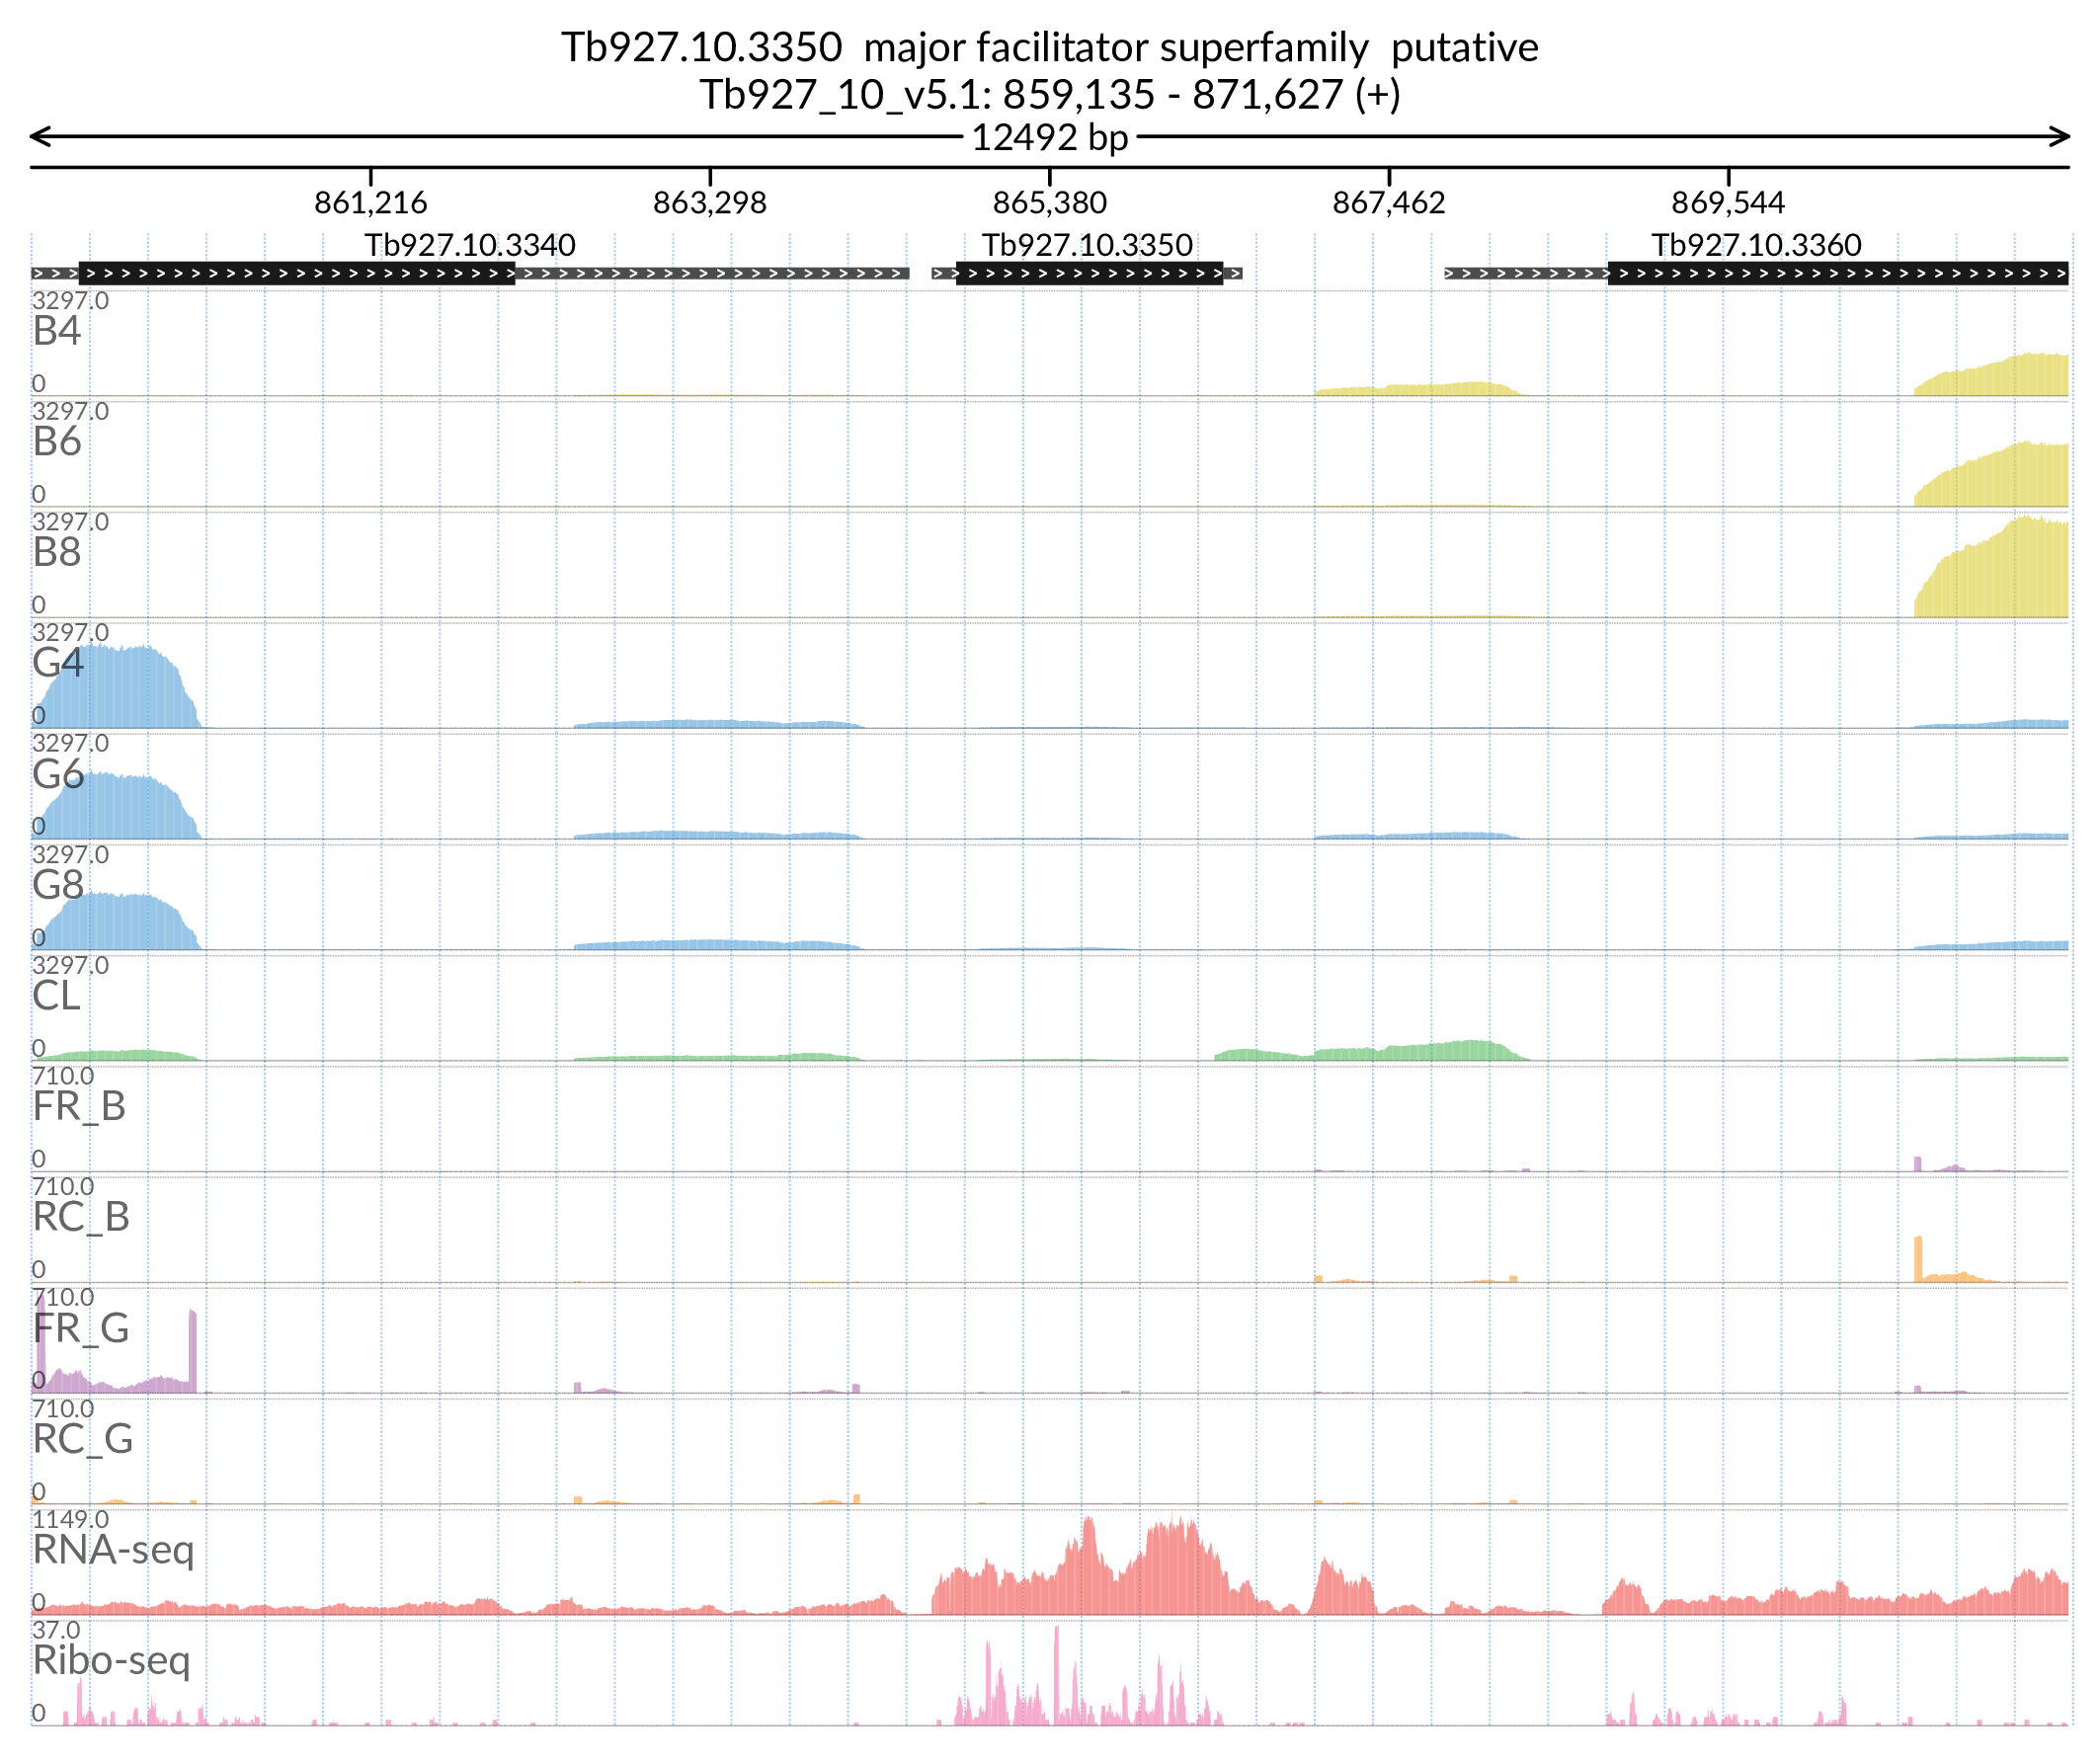 Tb927.10.3350 major facilitator superfamily putative
Tb927_10_v5.1: 859,135 - 871,627 (+)
12492 bp
861,216 863,298 865,380 867,462 869,544
Tb927.10.3340 Tb927.10.3350 Tb927.10.3360
3297.0
B4
0
3297.0
B6
0
3297.0
B8
0
3297.0
G4
0
3297.0
G6
0
3297.0
G8
0
3297.0
CL
0
710.0
FR_B
0
710.0
RC_B
0
710.0
FR_G
0
710.0
RC_G
0
1149.0
RNA-seq
0
37.0
Ribo-seq
0